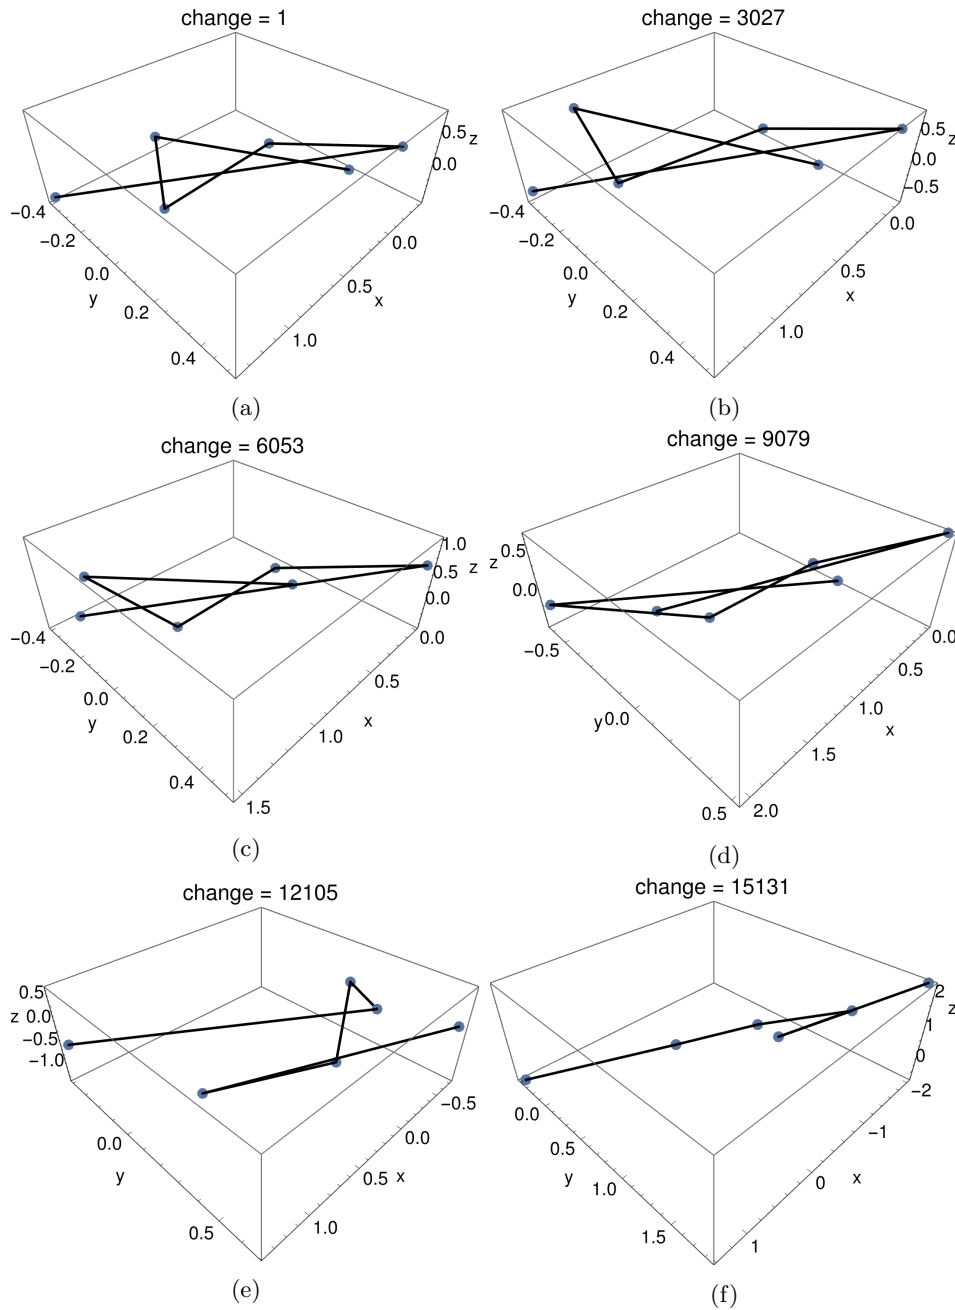 change = 1
0.5
z
0.0
−0.4
−0.2
0.0
y
0.2
0.4
0.0
0.5
x
1.0
(a)
change = 3027
0.5
z
0.0
−0.5
−0.4
−0.2
0.0
y
0.2
0.4
0.0
0.5
x
1.0
(b)
change = 6053
1.0
0.5
z
0.0
−0.4
−0.2
0.0
y
0.2
0.4
0.0
0.5
x
1.0
1.5
(c)
change = 9079
0.5
z
0.0
−0.5
y
0.0
0.5
0.0
0.5
1.0
x
1.5
2.0
(d)
change = 12105
0.5
z
0.0
−0.5
−1.0
0.0
y
0.5
−0.5
0.0
0.5
x
1.0
(e)
change = 15131
2
z
1
0
−2
0.0
0.5
y
1.0
1.5
−1
x
0
1
(f)